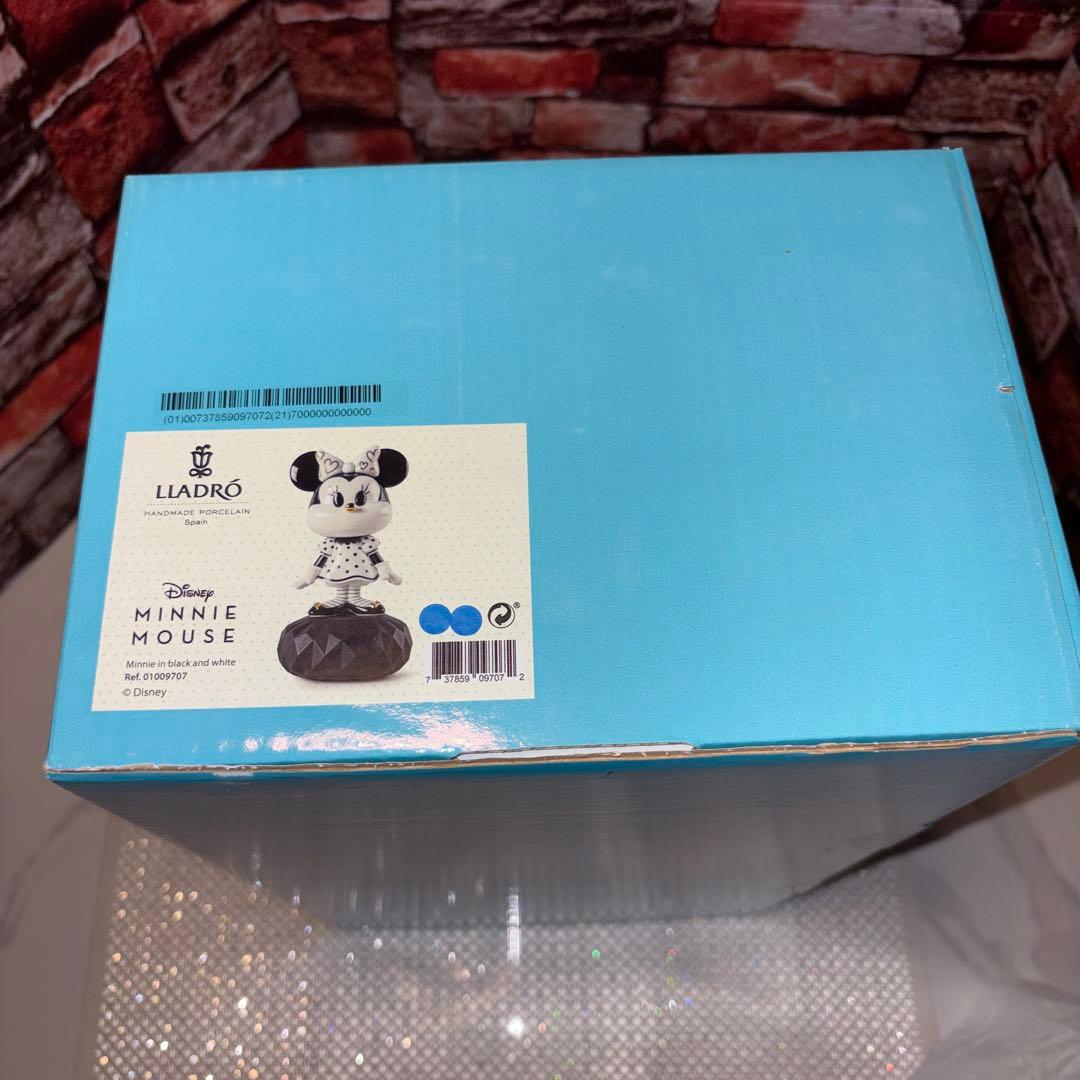 (01)00737859097072(21)7000000000000
LLADRÓ
HANDMADE PORCELAIN
Spain
Disney
MINNIE
MOUSE
Minnie in black and white
Ref. 01009707
© Disney
®
7 37859 09707 2